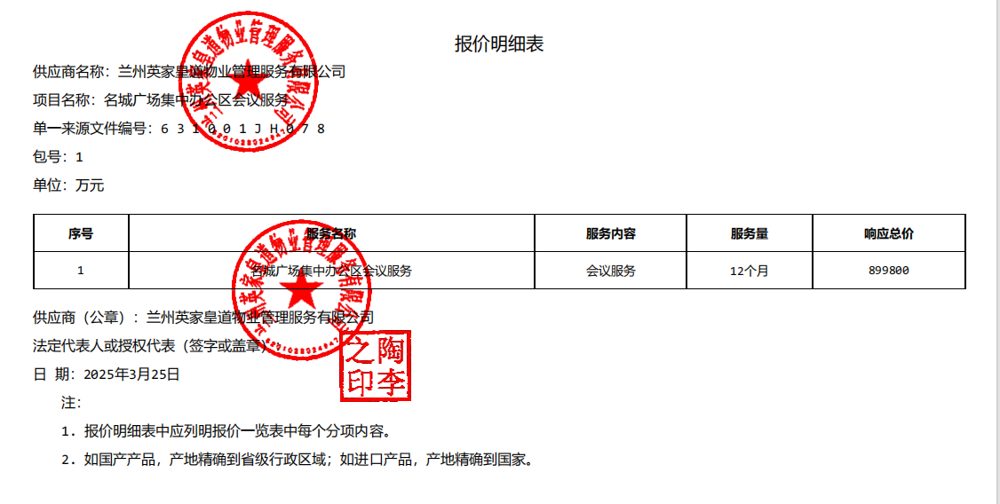 报价明细表
供应商名称：兰州英家皇道物业管理服务有限公司
项目名称：名城广场集中办公区会议服务
单一来源文件编号：6 3 1 0 0 1 J H 0 7 8
包号：1
单位：万元
序号 服务名称 服务内容 服务量 响应总价
1 名城广场集中办公区会议服务 会议服务 12个月 899800
供应商（公章）：兰州英家皇道物业管理服务有限公司
法定代表人或授权代表（签字或盖章）
日 期：2025年3月25日
陶李之印
注：
1．报价明细表中应列明报价一览表中每个分项内容。
2．如国产产品，产地精确到省级行政区域；如进口产品，产地精确到国家。
兰州英家皇道物业管理服务有限公司
兰州英家皇道物业管理服务有限公司